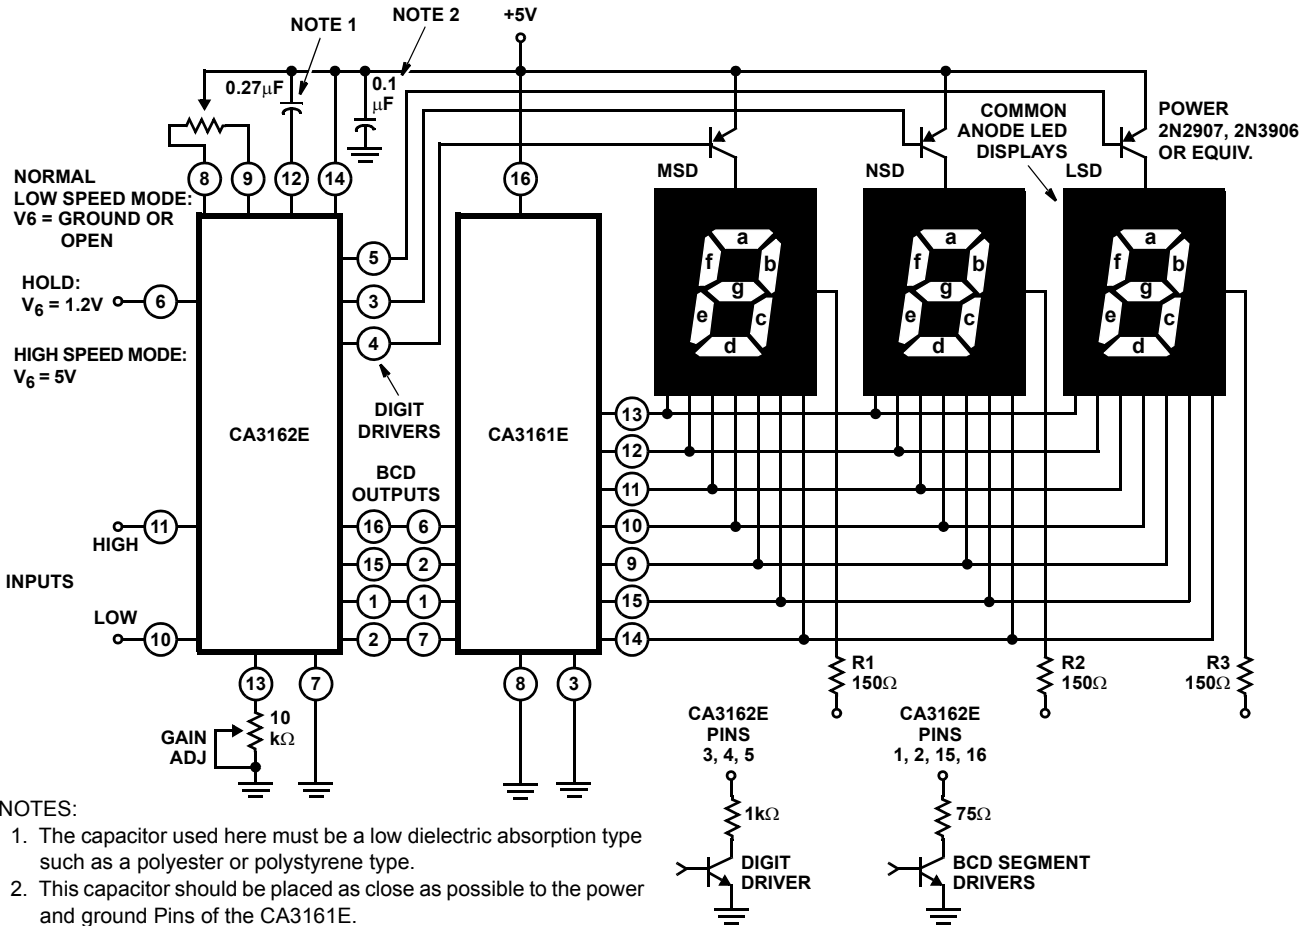 NOTE 1
NOTE 2
+5V
0.27μF
0.1
μF
COMMON
ANODE LED
DISPLAYS
POWER
2N2907, 2N3906
OR EQUIV.
MSD
NSD
LSD
NORMAL
LOW SPEED MODE:
V6 = GROUND OR
OPEN
8
9
12
14
16
HOLD:
V6 = 1.2V
6
HIGH SPEED MODE:
V6 = 5V
5
3
4
DIGIT
DRIVERS
CA3162E
CA3161E
BCD
OUTPUTS
a
f
b
g
e
c
d
a
f
b
g
e
c
d
a
f
b
g
e
c
d
13
12
11
10
9
15
14
11
HIGH
INPUTS
LOW
10
16
6
15
2
1
1
2
7
13
7
8
3
GAIN
ADJ
10
kΩ
R1
150Ω
R2
150Ω
R3
150Ω
CA3162E
PINS
3, 4, 5
1kΩ
DIGIT
DRIVER
CA3162E
PINS
1, 2, 15, 16
75Ω
BCD SEGMENT
DRIVERS
NOTES:
1. The capacitor used here must be a low dielectric absorption type
such as a polyester or polystyrene type.
2. This capacitor should be placed as close as possible to the power
and ground Pins of the CA3161E.